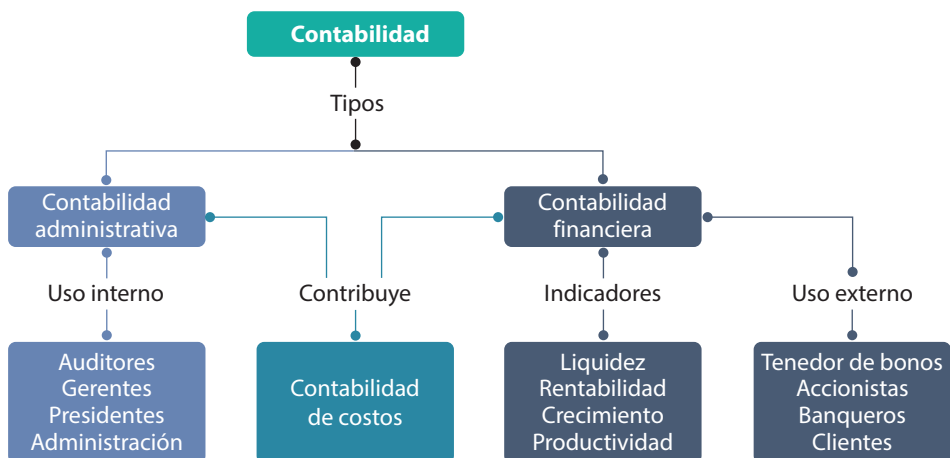 Contabilidad
Tipos
Contabilidad
administrativa
Contabilidad
financiera
Uso interno
Contribuye
Indicadores
Uso externo
Auditores
Gerentes
Presidentes
Administración
Contabilidad
de costos
Liquidez
Rentabilidad
Crecimiento
Productividad
Tenedor de bonos
Accionistas
Banqueros
Clientes